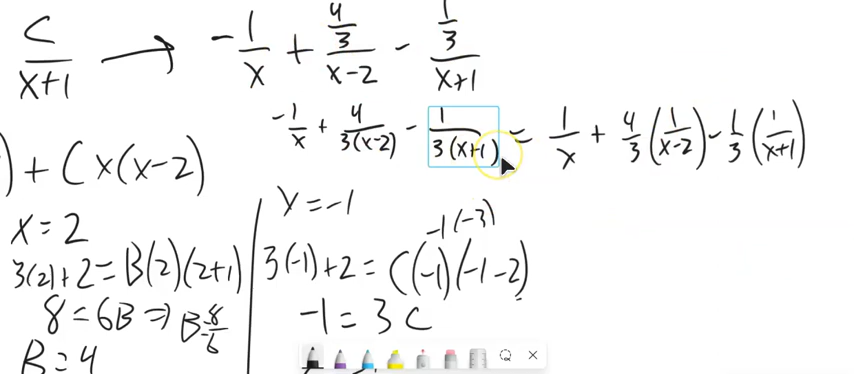 C/(x+1) → -1/x + (4/3)/(x-2) - (1/3)/(x+1)
-1/x + 4/(3(x-2)) - 1/(3(x+1)) = 1/x + 4/3 (1/(x-2)) - 1/3 (1/(x+1))
) + C x(x-2)
x = 2
3(2)+2 = B(2)(2+1)
8 = 6B ⇒ B 8/6
B = 4
x = -1
-1(-3)
3(-1)+2 = C(-1)(-1-2)
-1 = 3C